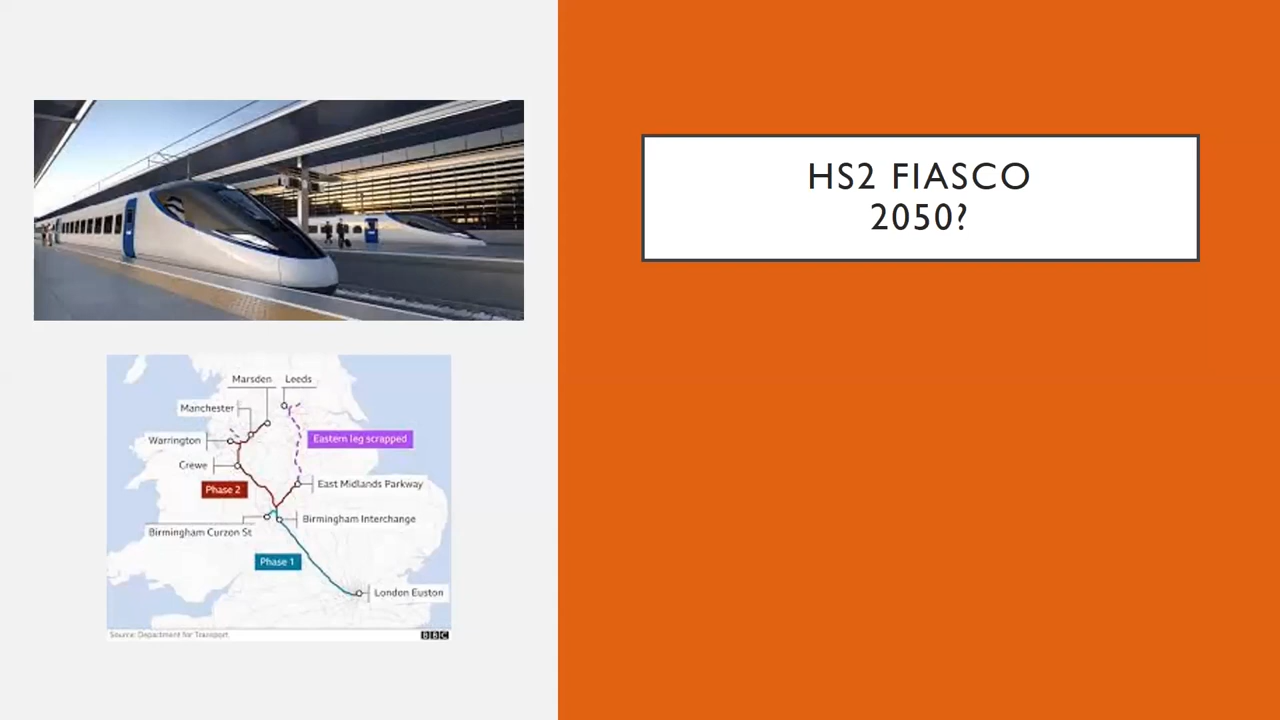 HS2 FIASCO
2050?
Marsden
Leeds
Manchester
Warrington
Eastern leg scrapped
Crewe
Phase 2
East Midlands Parkway
Birmingham Interchange
Birmingham Curzon St
Phase 1
London Euston
Source: Department for Transport
BBC